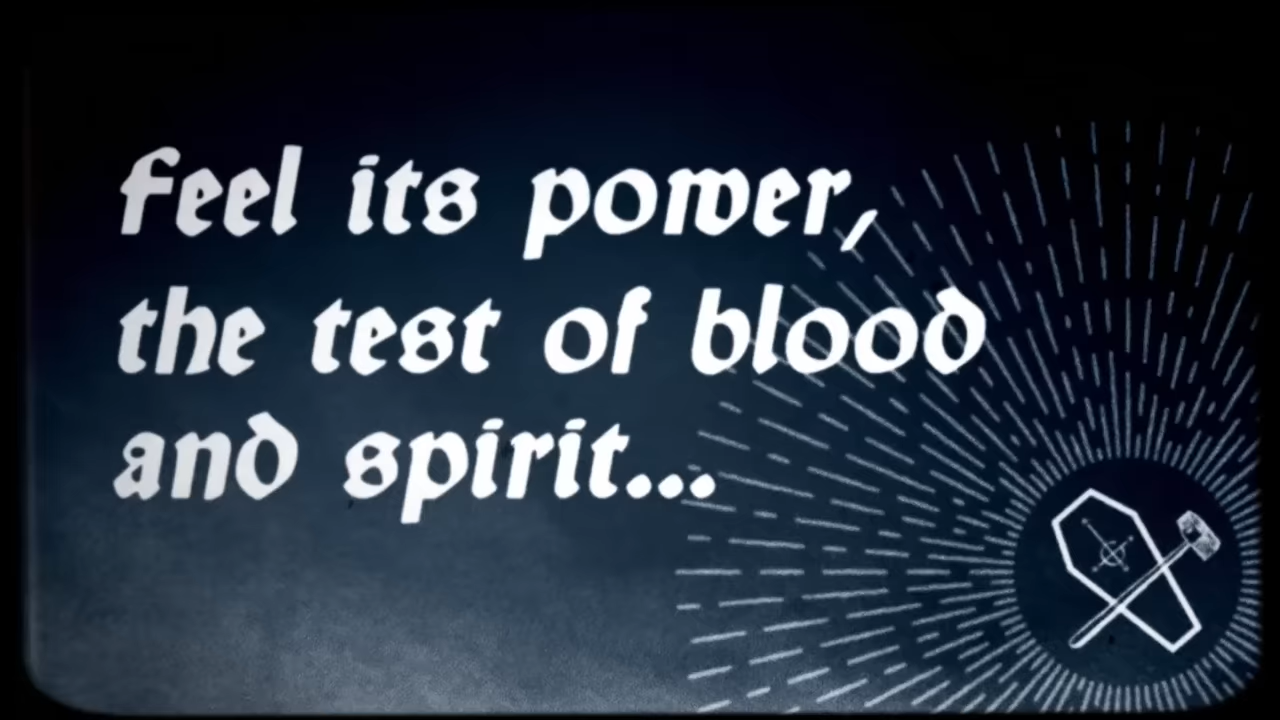 Feel its power,
the test of blood
and spirit...